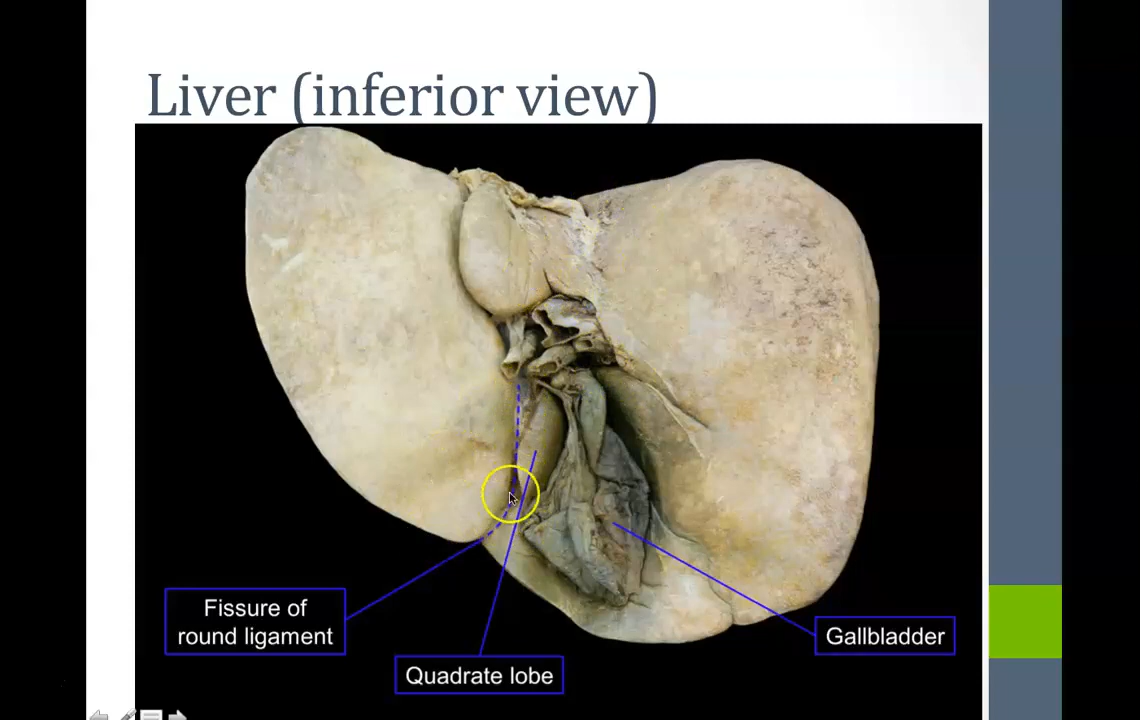 Liver (inferior view)
Fissure of
round ligament
Quadrate lobe
Gallbladder